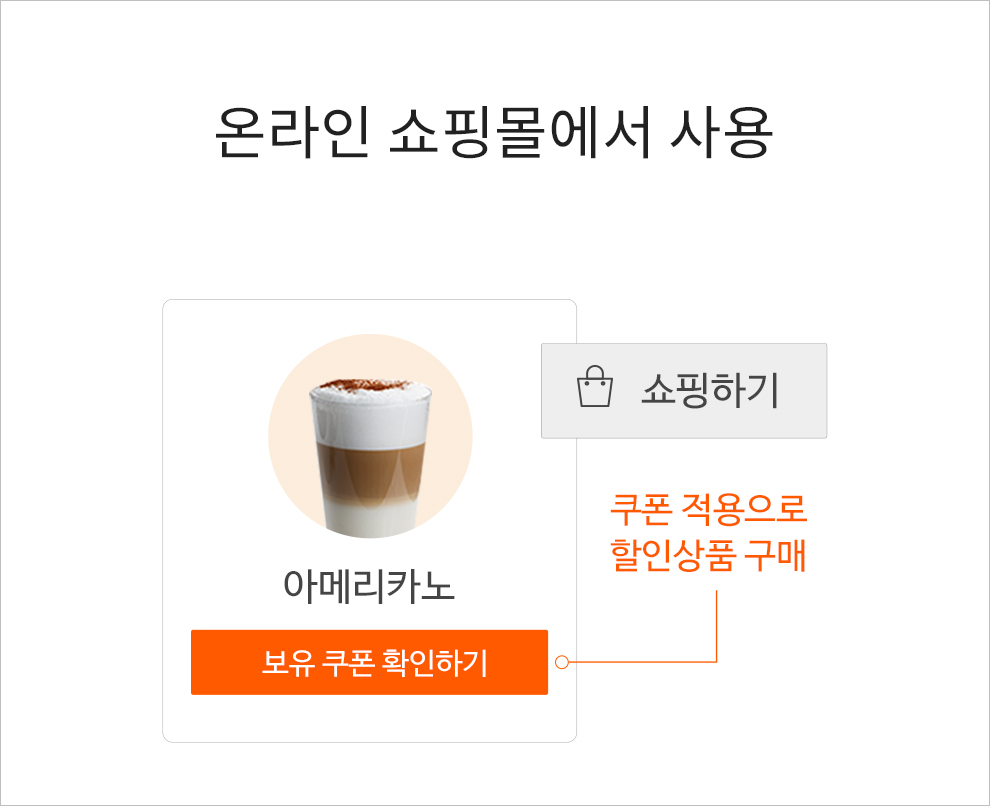 온라인 쇼핑몰에서 사용
쇼핑하기
쿠폰 적용으로
할인상품 구매
아메리카노
보유 쿠폰 확인하기